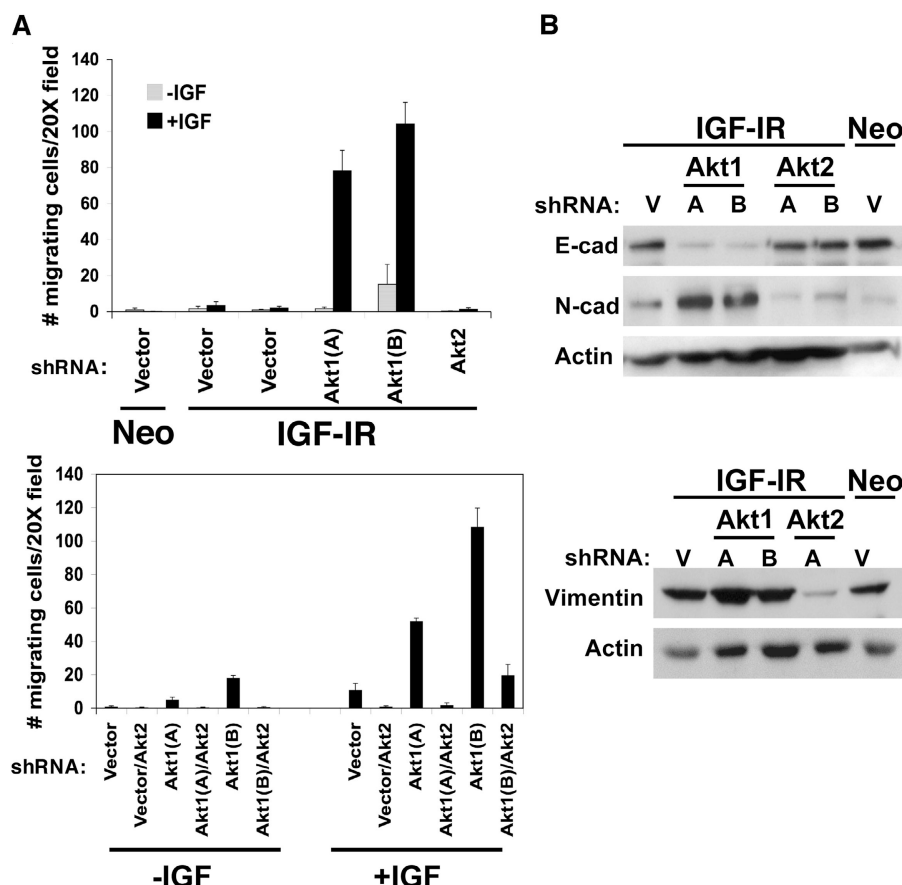 A
# migrating cells/20X field
140
120
100
80
60
40
20
0
-IGF
+IGF
shRNA:
Vector
Vector
Vector
Akt1(A)
Akt1(B)
Akt2
Neo
IGF-IR
# migrating cells/20X field
140
120
100
80
60
40
20
0
shRNA:
Vector
Vector/Akt2
Akt1(A)
Akt1(A)/Akt2
Akt1(B)
Akt1(B)/Akt2
Vector
Vector/Akt2
Akt1(A)
Akt1(A)/Akt2
Akt1(B)
Akt1(B)/Akt2
-IGF
+IGF
B
IGF-IR Neo
Akt1 Akt2
shRNA: V A B A B V
E-cad
N-cad
Actin
IGF-IR Neo
Akt1 Akt2
shRNA: V A B A V
Vimentin
Actin